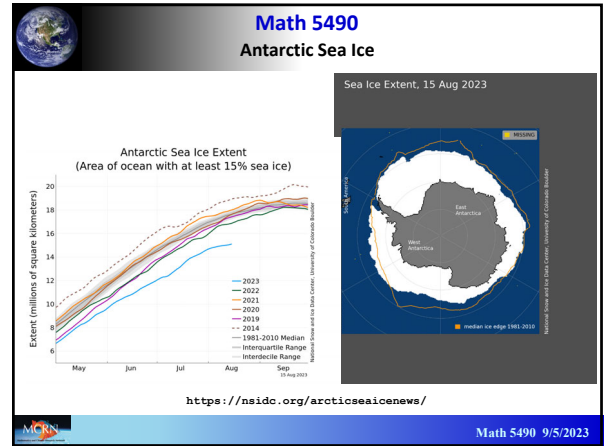 Math 5490
Antarctic Sea Ice
Antarctic Sea Ice Extent
(Area of ocean with at least 15% sea ice)
Extent (millions of square kilometers)
20
18
16
14
12
10
8
6
May
Jun
Jul
Aug
Sep
15 Aug 2023
2023
2022
2021
2020
2019
2014
1981-2010 Median
Interquartile Range
Interdecile Range
National Snow and Ice Data Center, University of Colorado Boulder
Sea Ice Extent, 15 Aug 2023
MISSING
South America
East
Antarctica
West
Antarctica
median ice edge 1981-2010
National Snow and Ice Data Center, University of Colorado Boulder
https://nsidc.org/arcticseaicenews/
MCRN
Math 5490 9/5/2023